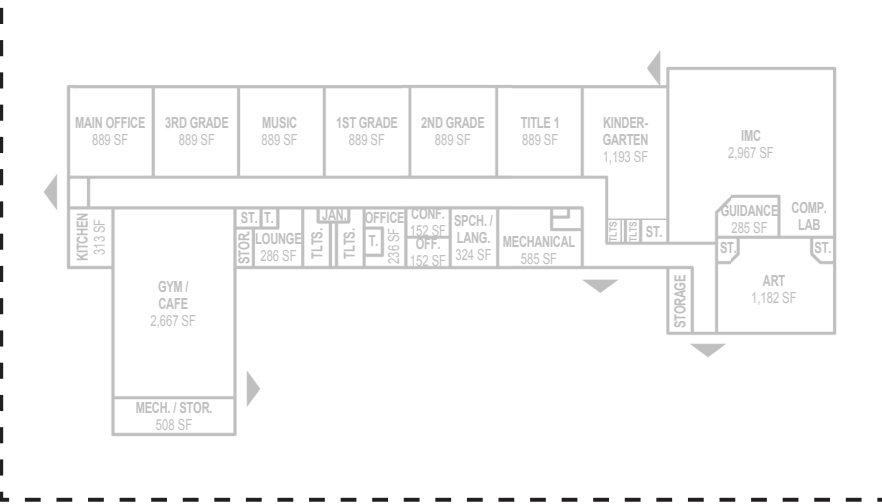 MAIN OFFICE
889 SF
3RD GRADE
889 SF
MUSIC
889 SF
1ST GRADE
889 SF
2ND GRADE
889 SF
TITLE 1
889 SF
KINDER-
GARTEN
1,193 SF
IMC
2,967 SF
KITCHEN
313 SF
GYM /
CAFE
2,667 SF
MECH. / STOR.
508 SF
ST.
T.
STOR.
LOUNGE
286 SF
TLTS.
JAN.
TLTS.
OFFICE
T.
236 SF
CONF.
152 SF
OFF.
152 SF
SPCH. /
LANG.
324 SF
MECHANICAL
585 SF
TLTS
TLTS
ST.
GUIDANCE
285 SF
COMP.
LAB
ST.
ST.
ART
1,182 SF
STORAGE